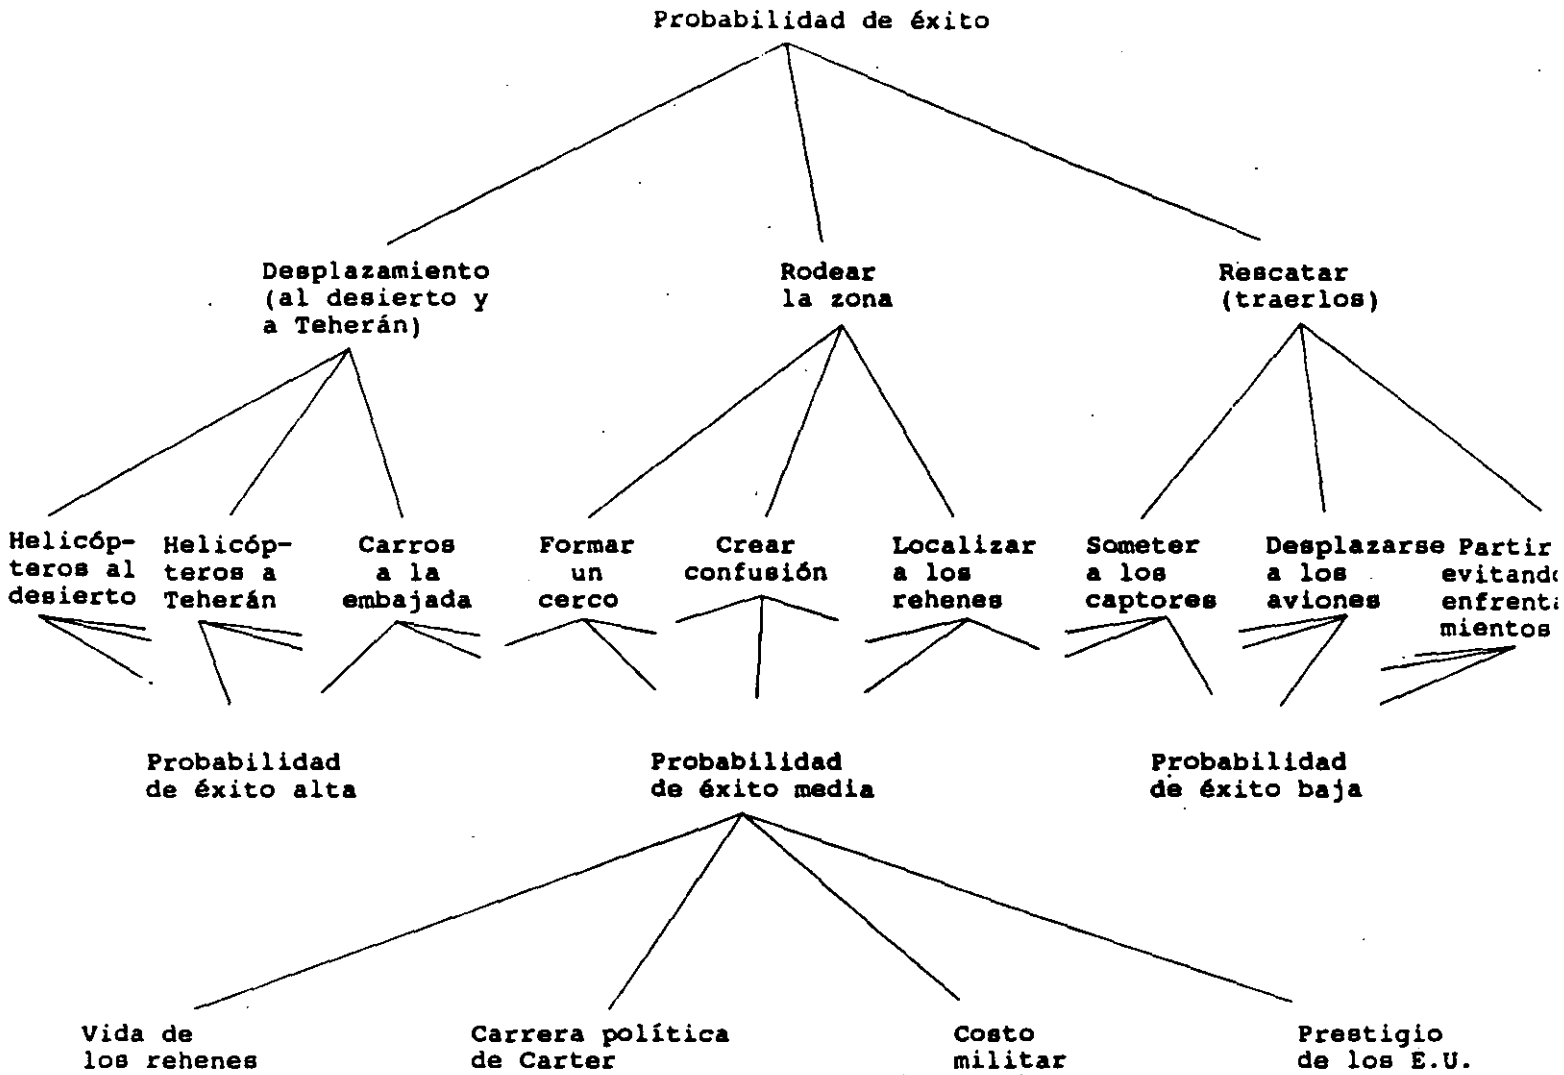 Probabilidad de éxito
Desplazamiento
(al desierto y
a Teherán)
Rodear
la zona
Rescatar
(traerlos)
Helicóp-
teros al
desierto
Helicóp-
teros a
Teherán
Carros
a la
embajada
Formar
un
cerco
Crear
confusión
Localizar
a los
rehenes
Someter
a los
captores
Desplazarse
a los
aviones
Partir
evitando
enfrenta
mientos
Probabilidad
de éxito alta
Probabilidad
de éxito media
Probabilidad
de éxito baja
Vida de
los rehenes
Carrera política
de Carter
Costo
militar
Prestigio
de los E.U.